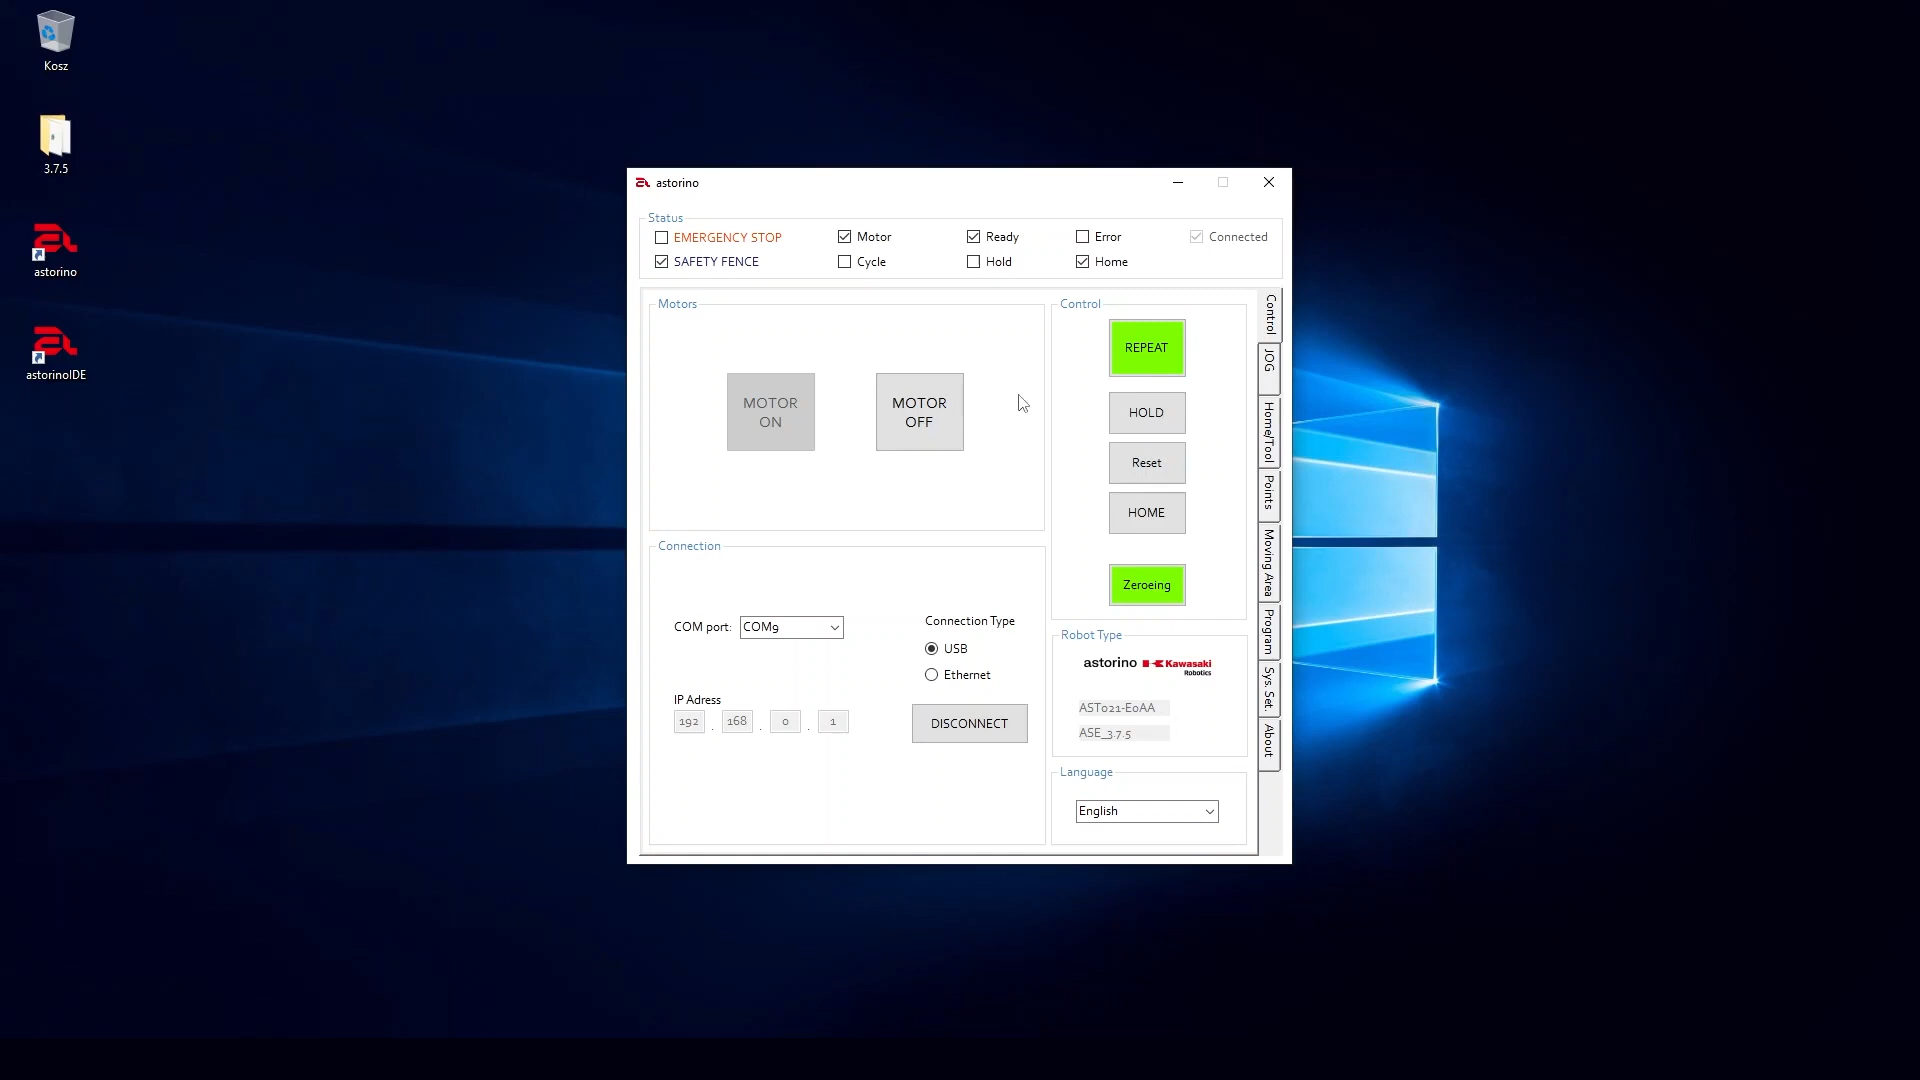 Kosz
3.7.5
astorino
astorinoIDE
astorino
Status
EMERGENCY STOP
Motor
Ready
Error
Connected
SAFETY FENCE
Cycle
Hold
Home
Motors
MOTOR
ON
MOTOR
OFF
Control
REPEAT
HOLD
Reset
HOME
Zeroeing
Connection
COM port:
COM9
Connection Type
USB
Ethernet
IP Adress
192 . 168 . 0 . 1
DISCONNECT
Robot Type
astorino Kawasaki
Robotics
AST021-E0AA
ASE_3.7.5
Language
English
Control
JOG
Home/Tool
Points
Moving Area
Program
Sys. Set.
About